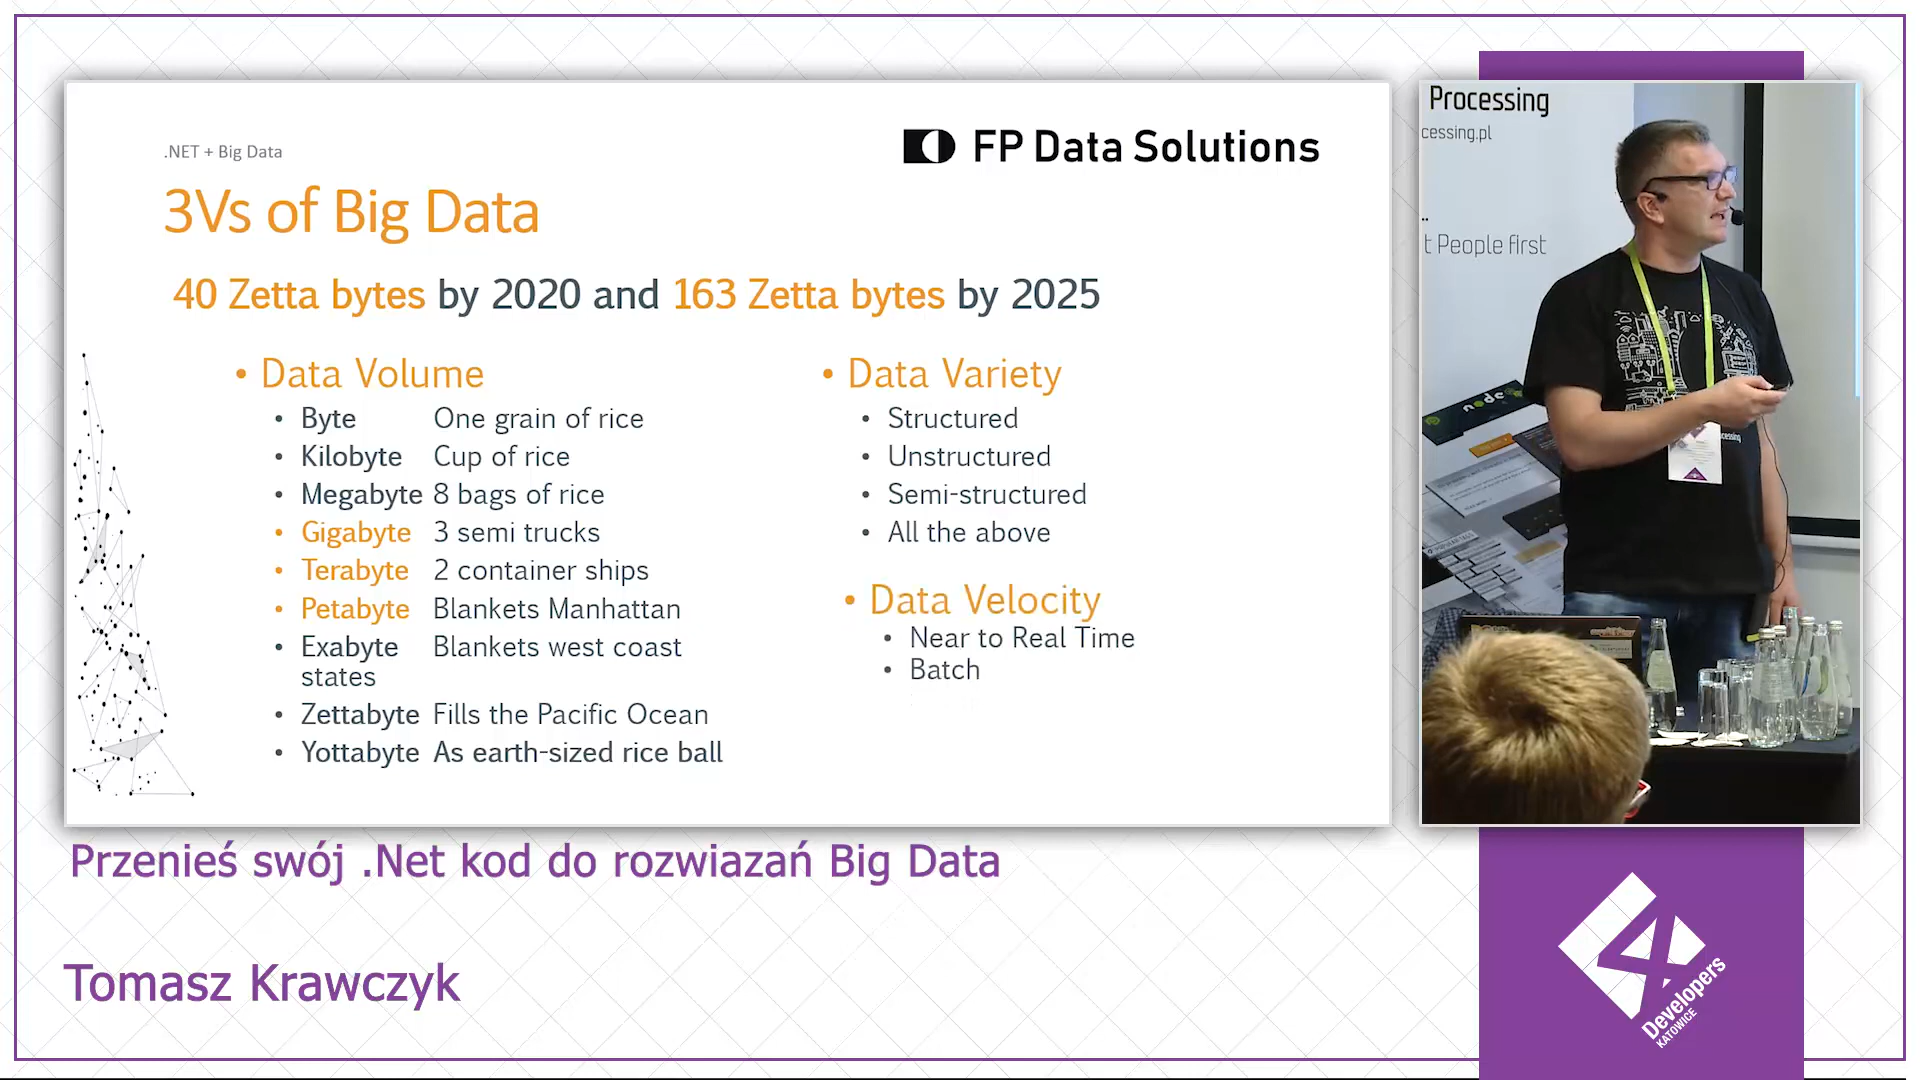 .NET + Big Data
FP Data Solutions
3Vs of Big Data
40 Zetta bytes by 2020 and 163 Zetta bytes by 2025
• Data Volume
• Byte One grain of rice
• Kilobyte Cup of rice
• Megabyte 8 bags of rice
• Gigabyte 3 semi trucks
• Terabyte 2 container ships
• Petabyte Blankets Manhattan
• Exabyte Blankets west coast
states
• Zettabyte Fills the Pacific Ocean
• Yottabyte As earth-sized rice ball
• Data Variety
• Structured
• Unstructured
• Semi-structured
• All the above
• Data Velocity
• Near to Real Time
• Batch
Processing
cessing.pl
t People first
node
Przenieś swój .Net kod do rozwiazań Big Data
Tomasz Krawczyk
4
Developers
KATOWICE